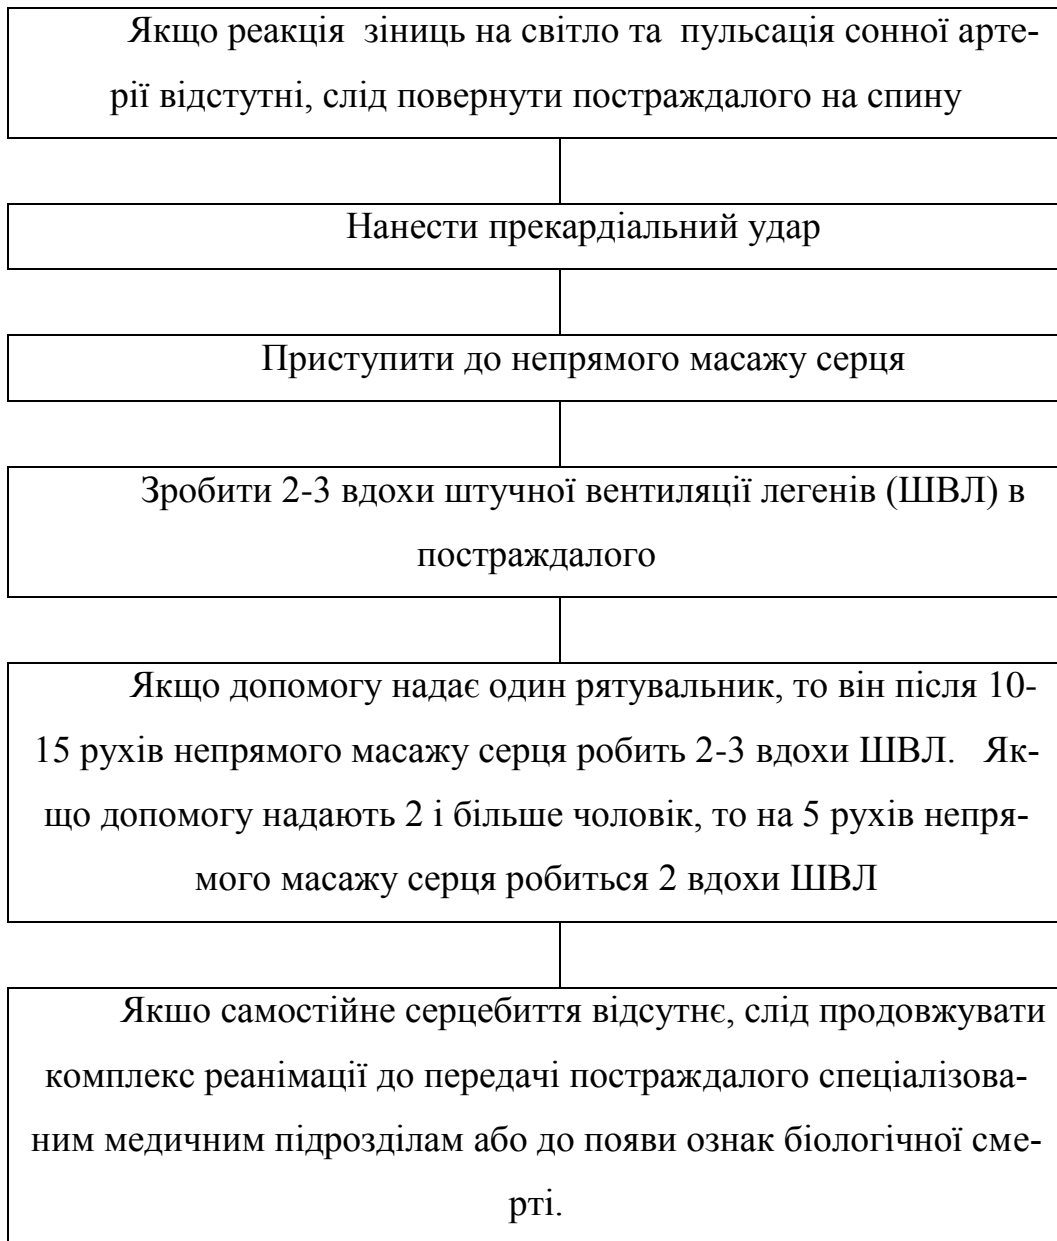 Якщо реакція зіниць на світло та пульсація сонної арте-
рії відстутні, слід повернути постраждалого на спину
Нанести прекардіальний удар
Приступити до непрямого масажу серця
Зробити 2-3 вдохи штучної вентиляції легенів (ШВЛ) в
постраждалого
Якщо допомогу надає один рятувальник, то він після 10-
15 рухів непрямого масажу серця робить 2-3 вдохи ШВЛ. Як-
що допомогу надають 2 і більше чоловік, то на 5 рухів непря-
мого масажу серця робиться 2 вдохи ШВЛ
Якшо самостійне серцебиття відсутнє, слід продовжувати
комплекс реанімації до передачі постраждалого спеціалізова-
ним медичним підрозділам або до появи ознак біологічної сме-
рті.